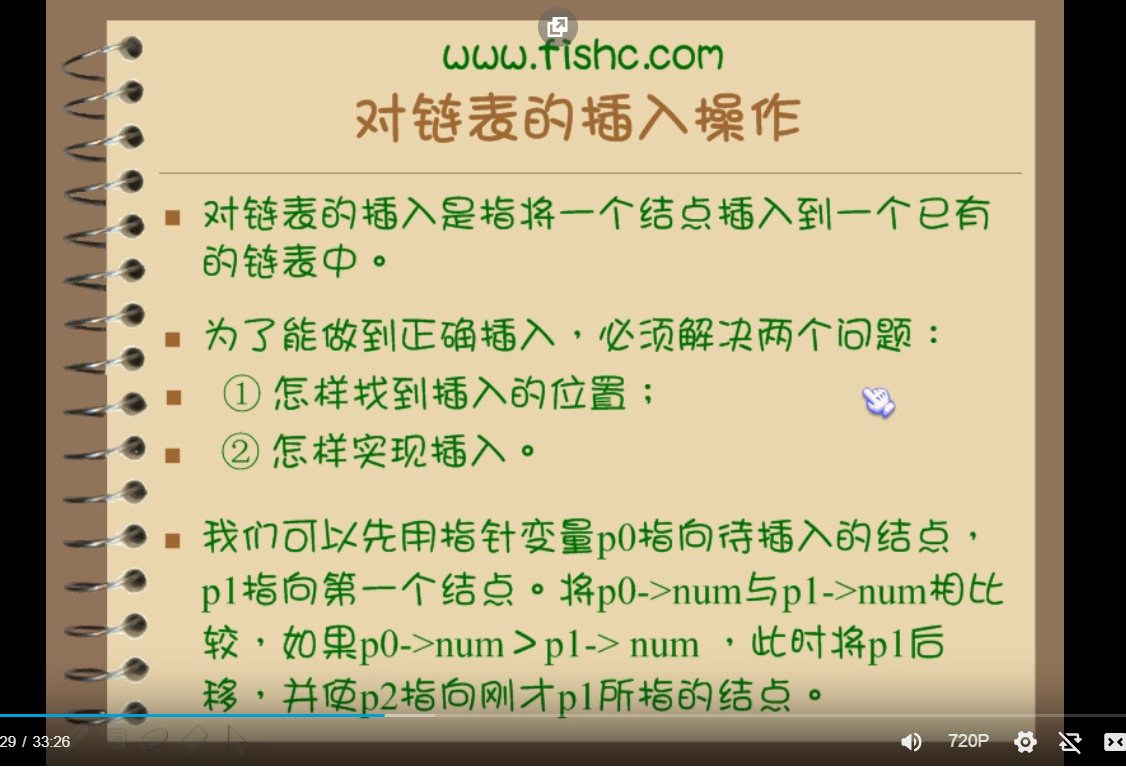 www.fishc.com
对链表的插入操作
对链表的插入是指将一个结点插入到一个已有
的链表中。
为了能做到正确插入，必须解决两个问题：
① 怎样找到插入的位置；
② 怎样实现插入。
我们可以先用指针变量p0指向待插入的结点，
p1指向第一个结点。将p0->num与p1->num相比
较，如果p0->num＞p1-> num ，此时将p1后
移，并使p2指向刚才p1所指的结点。
29 / 33:26
720P